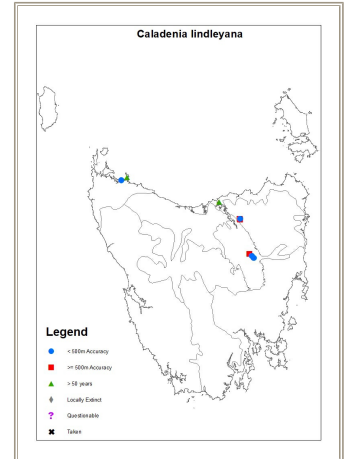 Caladenia lindleyana
Legend
< 500m Accuracy
>= 500m Accuracy
> 50 years
Locally Extinct
Questionable
Taken